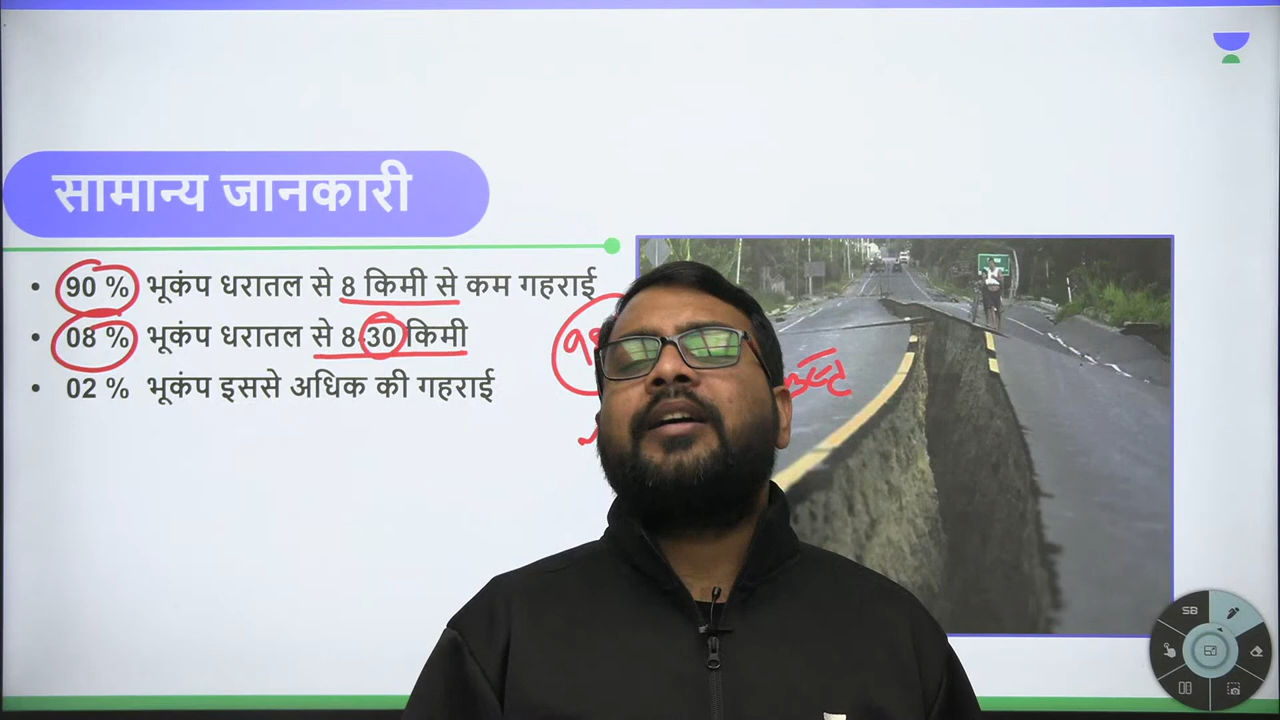 सामान्य जानकारी
• 90 % भूकंप धरातल से 8 किमी से कम गहराई
• 08 % भूकंप धरातल से 8-30 किमी
• 02 % भूकंप इससे अधिक की गहराई
SB